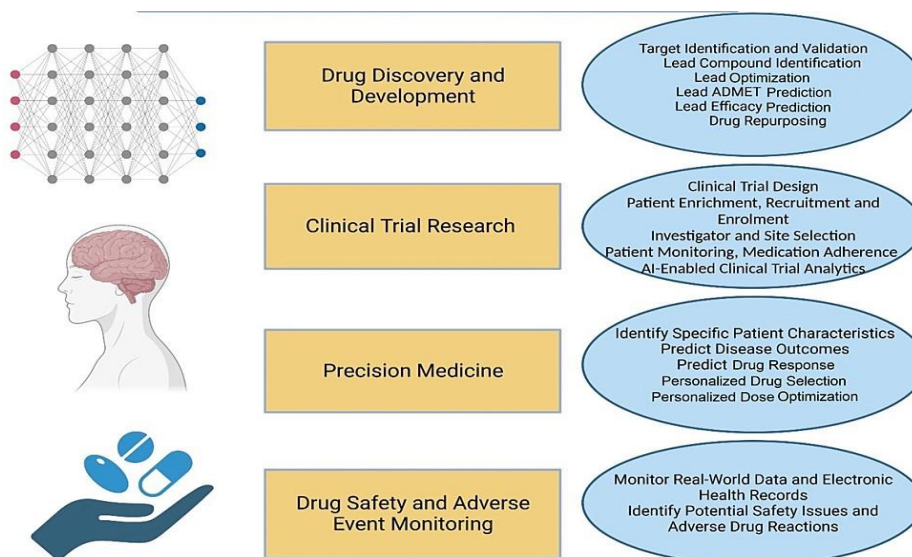 Drug Discovery and
Development
Target Identification and Validation
Lead Compound Identification
Lead Optimization
Lead ADMET Prediction
Lead Efficacy Prediction
Drug Repurposing
Clinical Trial Research
Clinical Trial Design
Patient Enrichment, Recruitment and
Enrolment
Investigator and Site Selection
Patient Monitoring, Medication Adherence
AI-Enabled Clinical Trial Analytics
Precision Medicine
Identify Specific Patient Characteristics
Predict Disease Outcomes
Predict Drug Response
Personalized Drug Selection
Personalized Dose Optimization
Drug Safety and Adverse
Event Monitoring
Monitor Real-World Data and Electronic
Health Records
Identify Potential Safety Issues and
Adverse Drug Reactions